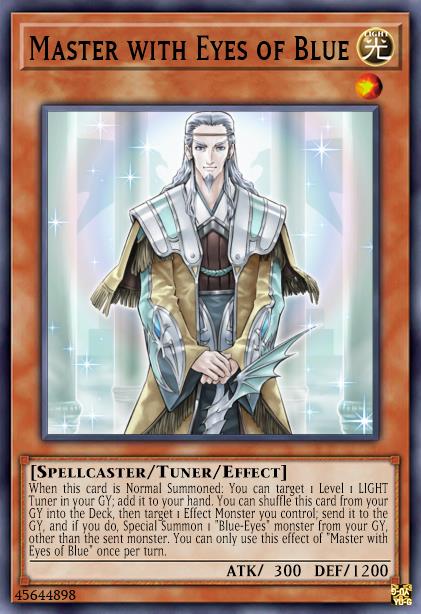 MASTER WITH EYES OF BLUE
LIGHT
光
[SPELLCASTER/TUNER/EFFECT]
When this card is Normal Summoned: You can target 1 Level 1 LIGHT
Tuner in your GY; add it to your hand. You can shuffle this card from your
GY into the Deck, then target 1 Effect Monster you control; send it to
the GY, and if you do, Special Summon 1 "Blue-Eyes" monster from your GY,
other than the sent monster. You can only use this effect of "Master with
Eyes of Blue" once per turn.
ATK/ 300 DEF/1200
45644898